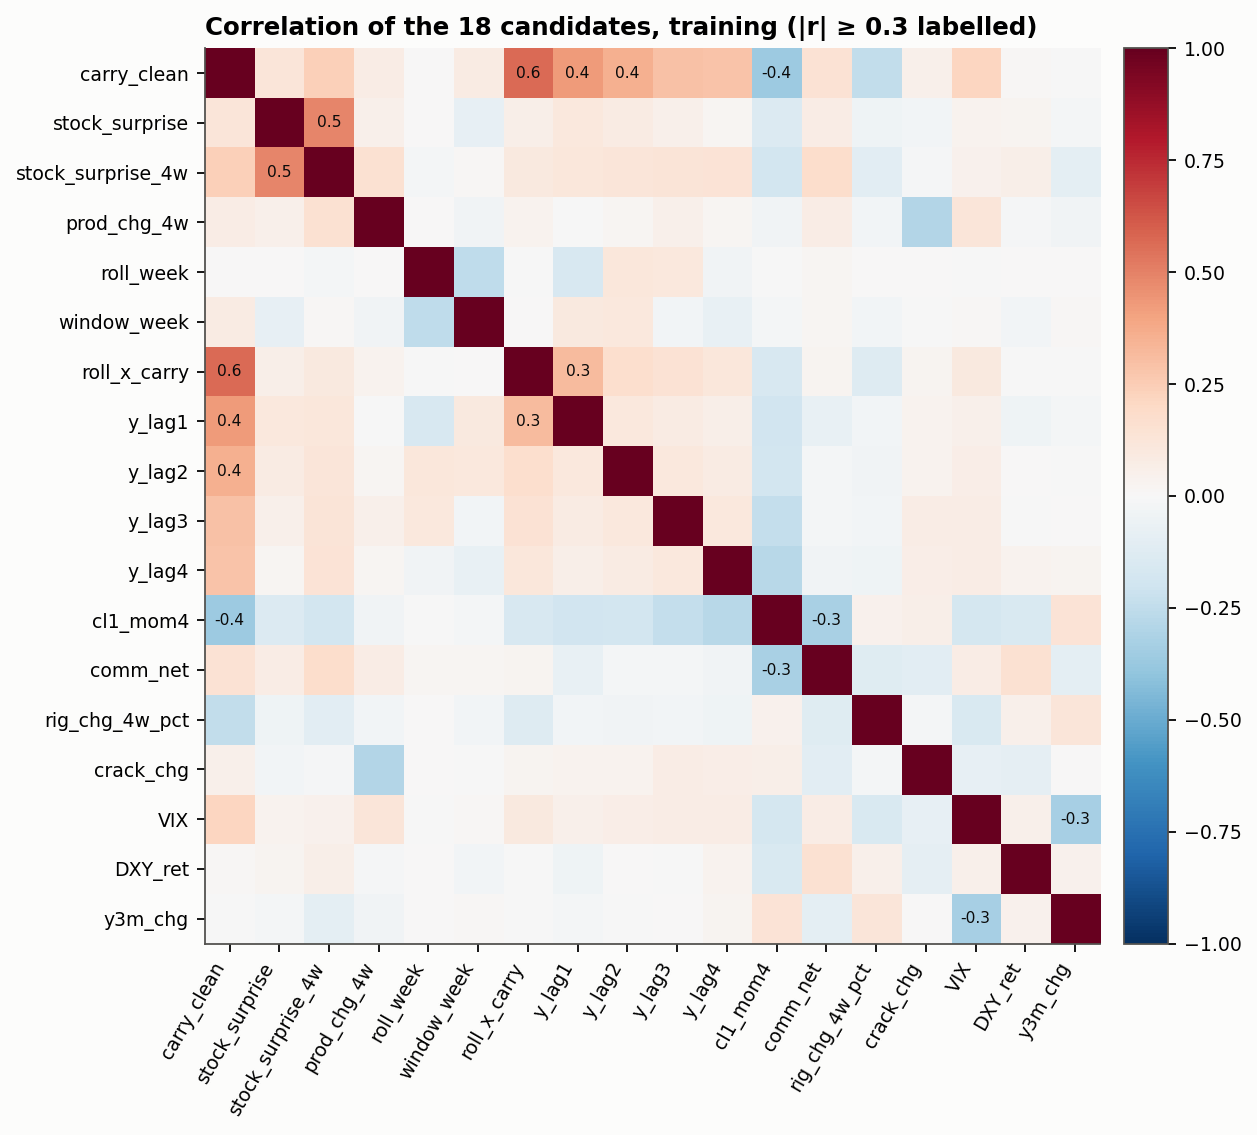 Correlation of the 18 candidates, training (|r| ≥ 0.3 labelled)
carry_clean
0.6
0.4
0.4
-0.4
stock_surprise
0.5
stock_surprise_4w
0.5
prod_chg_4w
roll_week
window_week
roll_x_carry
0.6
0.3
y_lag1
0.4
0.3
y_lag2
0.4
y_lag3
y_lag4
cl1_mom4
-0.4
-0.3
comm_net
-0.3
rig_chg_4w_pct
crack_chg
VIX
-0.3
DXY_ret
y3m_chg
-0.3
carry_clean
stock_surprise
stock_surprise_4w
prod_chg_4w
roll_week
window_week
roll_x_carry
y_lag1
y_lag2
y_lag3
y_lag4
cl1_mom4
comm_net
rig_chg_4w_pct
crack_chg
VIX
DXY_ret
y3m_chg
1.00
0.75
0.50
0.25
0.00
−0.25
−0.50
−0.75
−1.00